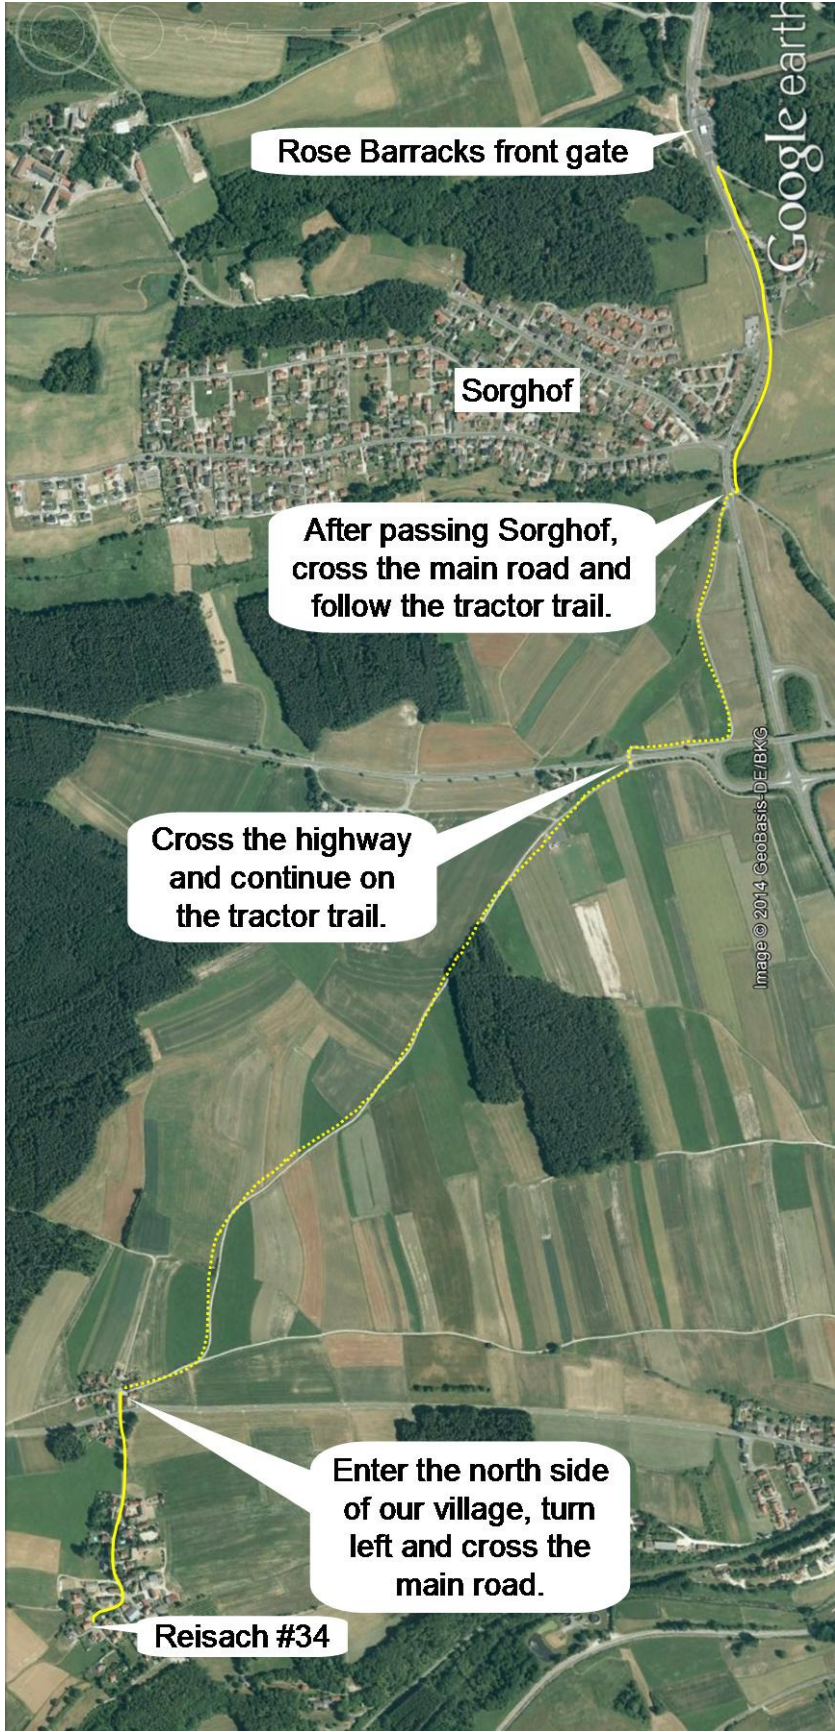 Rose Barracks front gate
Google earth
Sorghof
After passing Sorghof,
cross the main road and
follow the tractor trail.
Image © 2014 GeoBasis-DE/BKG
Cross the highway
and continue on
the tractor trail.
Enter the north side
of our village, turn
left and cross the
main road.
Reisach #34